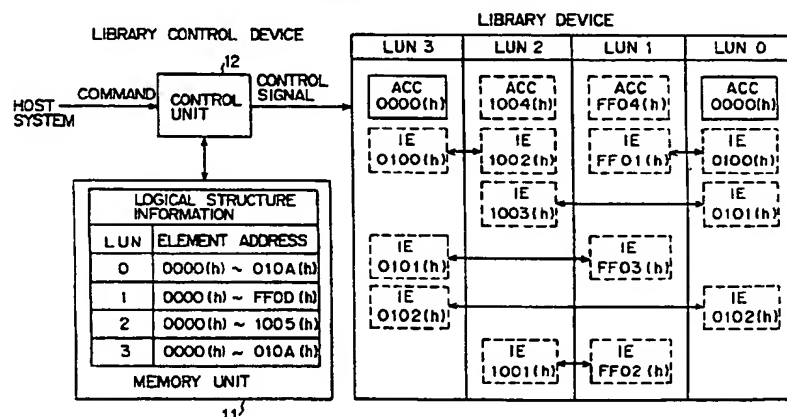 LIBRARY CONTROL DEVICE
12
HOST SYSTEM
COMMAND
CONTROL UNIT
CONTROL SIGNAL
LOGICAL STRUCTURE INFORMATION
LUN ELEMENT ADDRESS
0 0000(h) ~ 010A(h)
1 0000(h) ~ FF0D(h)
2 0000(h) ~ 1005(h)
3 0000(h) ~ 010A(h)
MEMORY UNIT
11
LIBRARY DEVICE
LUN 3 LUN 2 LUN 1 LUN 0
ACC 0000(h) ACC 1004(h) ACC FF04(h) ACC 0000(h)
IE 0100(h) IE 1002(h) IE FF01(h) IE 0100(h)
IE 1003(h) IE 0101(h)
IE 0101(h) IE FF03(h)
IE 0102(h) IE 0102(h)
IE 1001(h) IE FF02(h)